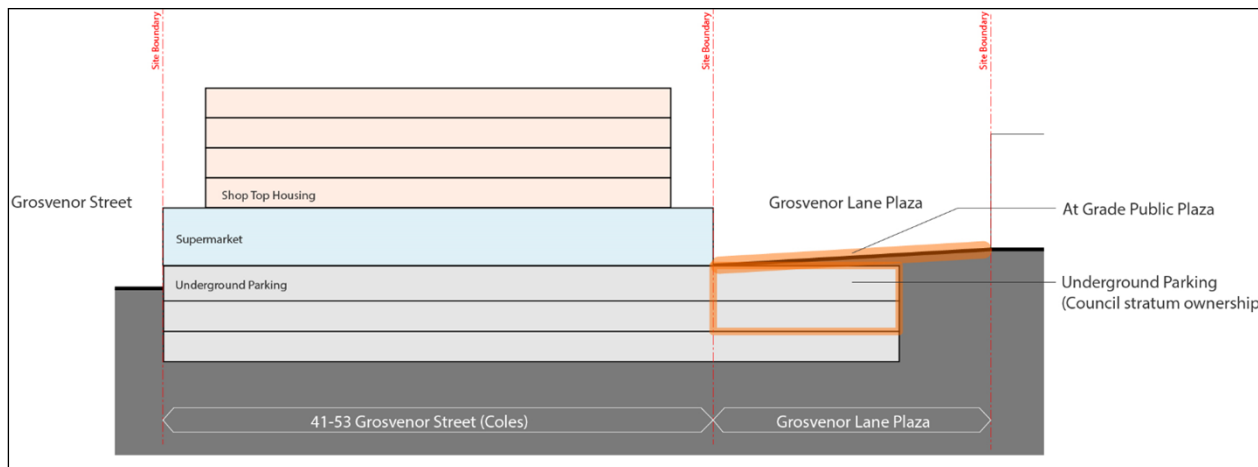 Site Boundary
Site Boundary
Site Boundary
Shop Top Housing
Grosvenor Street
Grosvenor Lane Plaza
At Grade Public Plaza
Supermarket
Underground Parking
Underground Parking
(Council stratum ownership
41-53 Grosvenor Street (Coles)
Grosvenor Lane Plaza